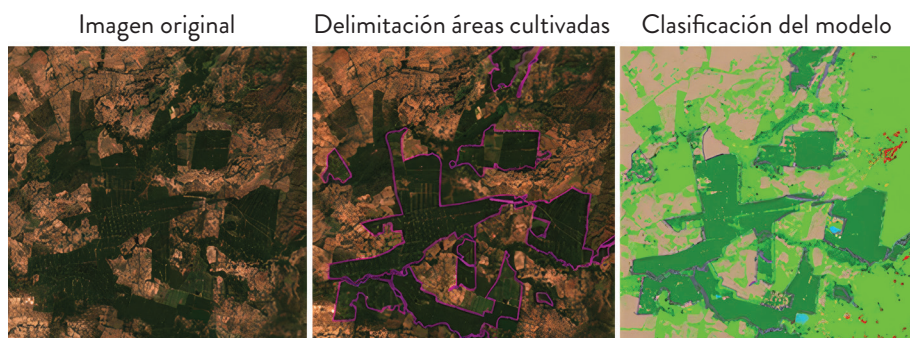 Imagen original
Delimitación áreas cultivadas
Clasificación del modelo